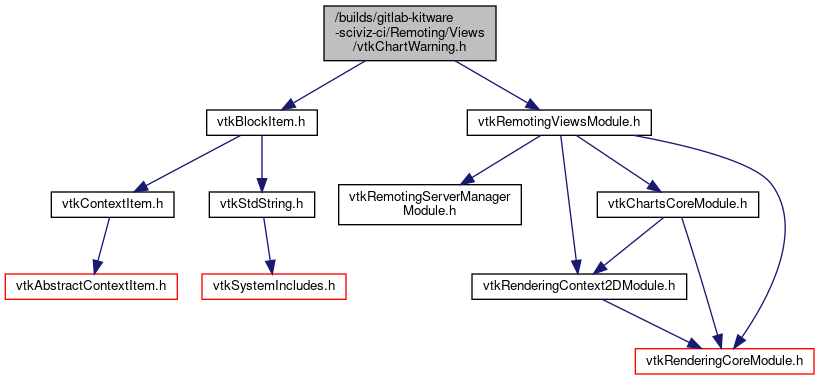 /builds/gitlab-kitware
-sciviz-ci/Remoting/Views
/vtkChartWarning.h
vtkBlockItem.h
vtkRemotingViewsModule.h
vtkContextItem.h
vtkStdString.h
vtkRemotingServerManager
Module.h
vtkChartsCoreModule.h
vtkAbstractContextItem.h
vtkSystemIncludes.h
vtkRenderingContext2DModule.h
vtkRenderingCoreModule.h